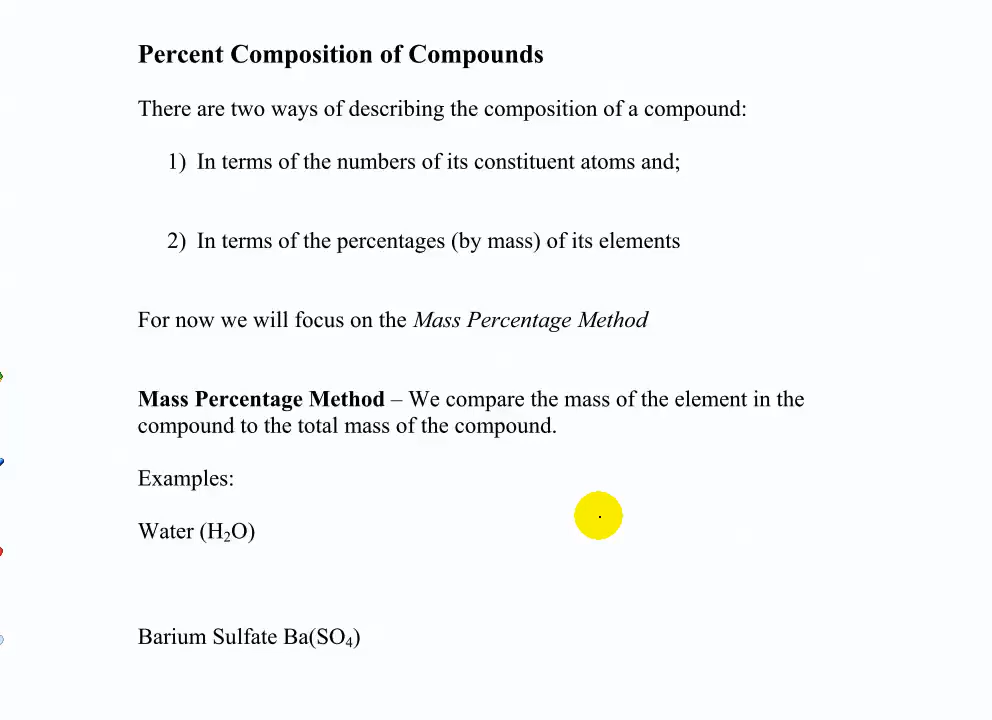 Percent Composition of Compounds
There are two ways of describing the composition of a compound:
1) In terms of the numbers of its constituent atoms and;
2) In terms of the percentages (by mass) of its elements
For now we will focus on the Mass Percentage Method
Mass Percentage Method – We compare the mass of the element in the
compound to the total mass of the compound.
Examples:
Water (H₂O)
Barium Sulfate Ba(SO₄)